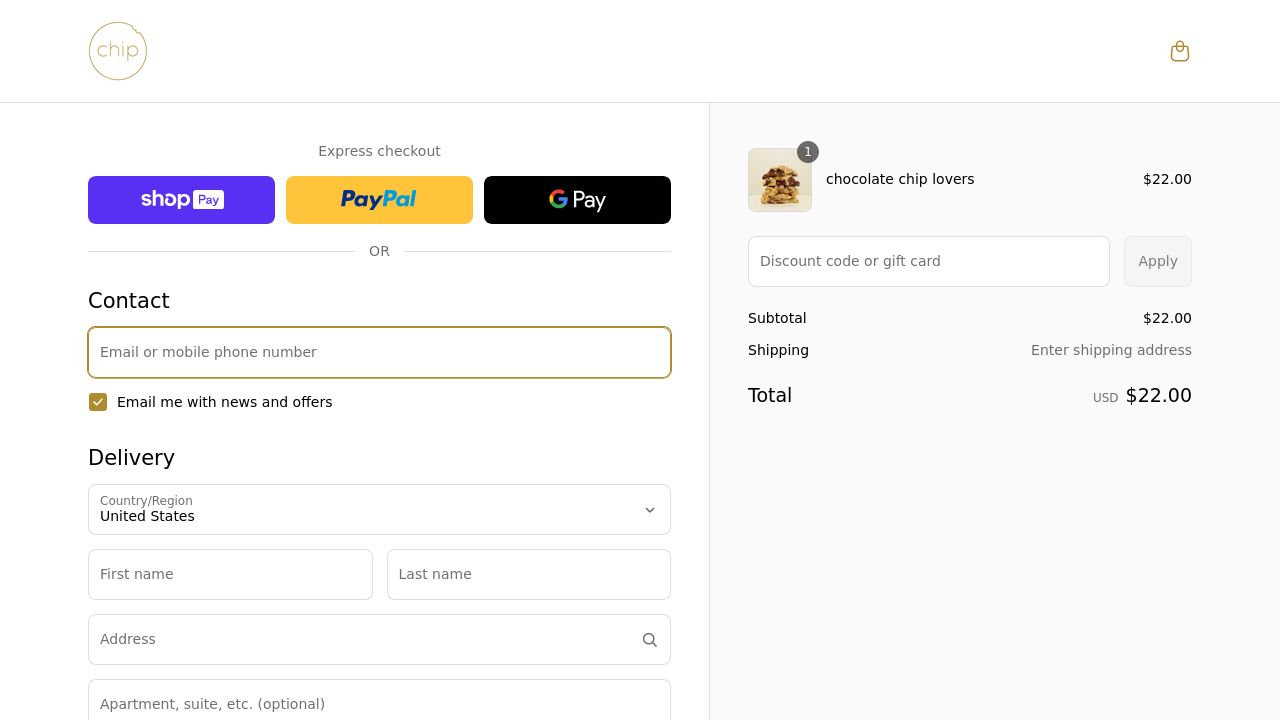 chip
Express checkout
shop Pay
PayPal
G Pay
OR
Contact
Email or mobile phone number
Email me with news and offers
Delivery
Country/Region
United States
First name
Last name
Address
Apartment, suite, etc. (optional)
1
chocolate chip lovers
$22.00
Discount code or gift card
Apply
Subtotal
$22.00
Shipping
Enter shipping address
Total
USD $22.00